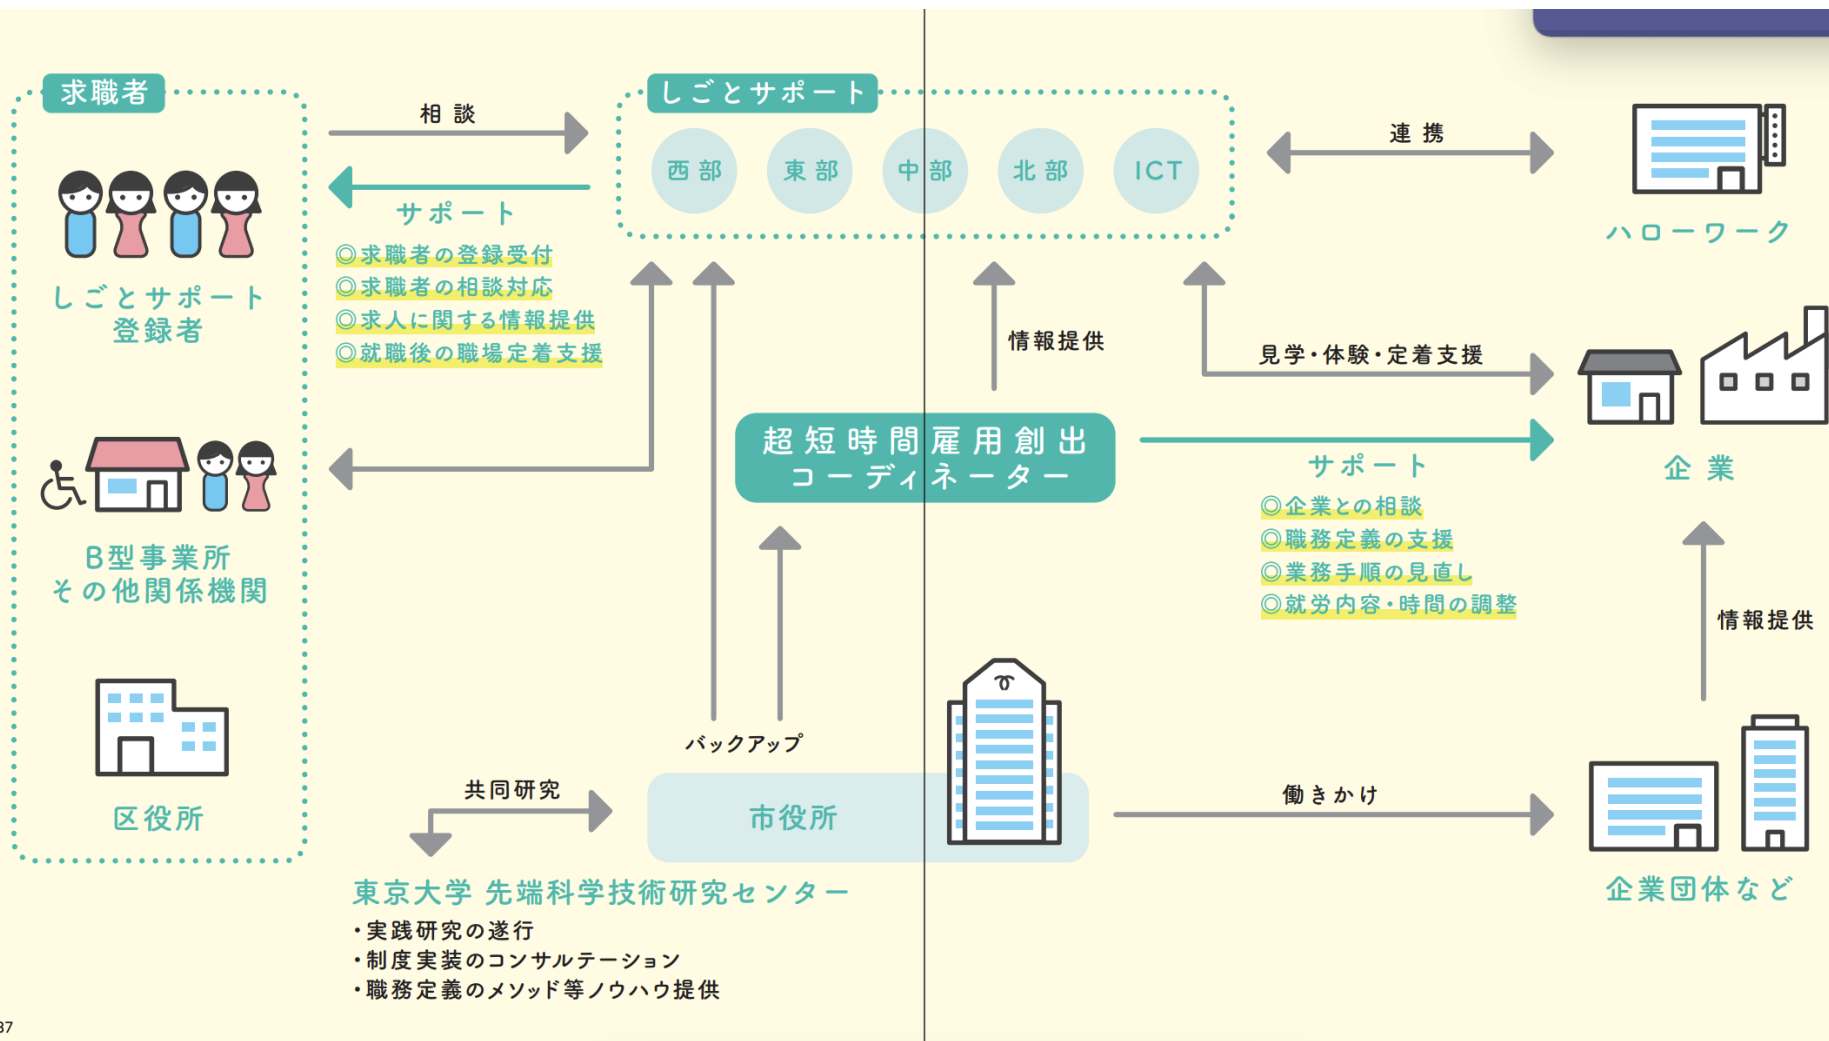 求職者
しごとサポート
登録者
B型事業所
その他関係機関
区役所
相談
サポート
◎求職者の登録受付
◎求職者の相談対応
◎求人に関する情報提供
◎就職後の職場定着支援
しごとサポート
西部
東部
中部
北部
ICT
連携
ハローワーク
情報提供
見学・体験・定着支援
超短時間雇用創出
コーディネーター
サポート
◎企業との相談
◎職務定義の支援
◎業務手順の見直し
◎就労内容・時間の調整
企業
情報提供
バックアップ
共同研究
市役所
働きかけ
企業団体など
東京大学 先端科学技術研究センター
・実践研究の遂行
・制度実装のコンサルテーション
・職務定義のメソッド等ノウハウ提供
37